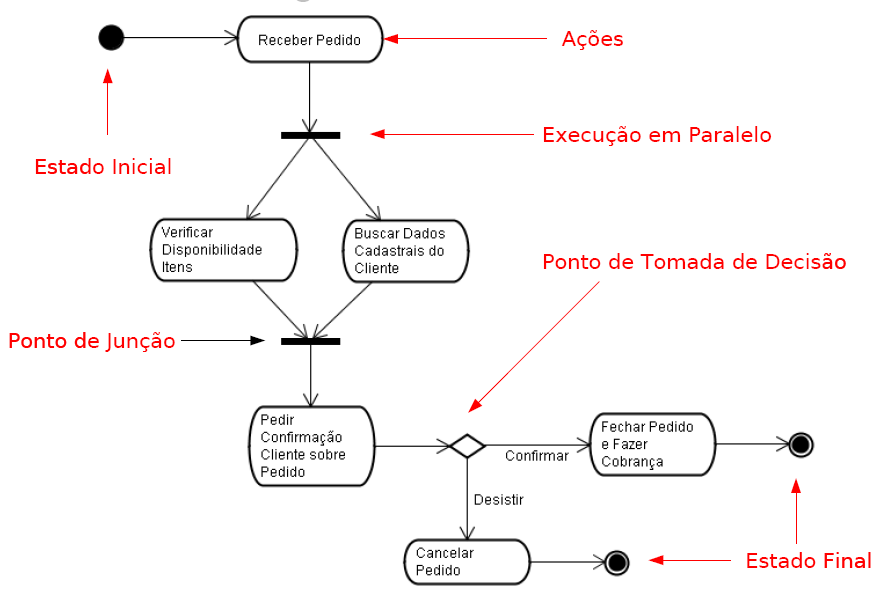 Receber Pedido
Ações
Execução em Paralelo
Estado Inicial
Verificar
Disponibilidade
Itens
Buscar Dados
Cadastrais do
Cliente
Ponto de Tomada de Decisão
Ponto de Junção
Pedir
Confirmação
Cliente sobre
Pedido
Confirmar
Fechar Pedido
e Fazer
Cobrança
Desistir
Cancelar
Pedido
Estado Final